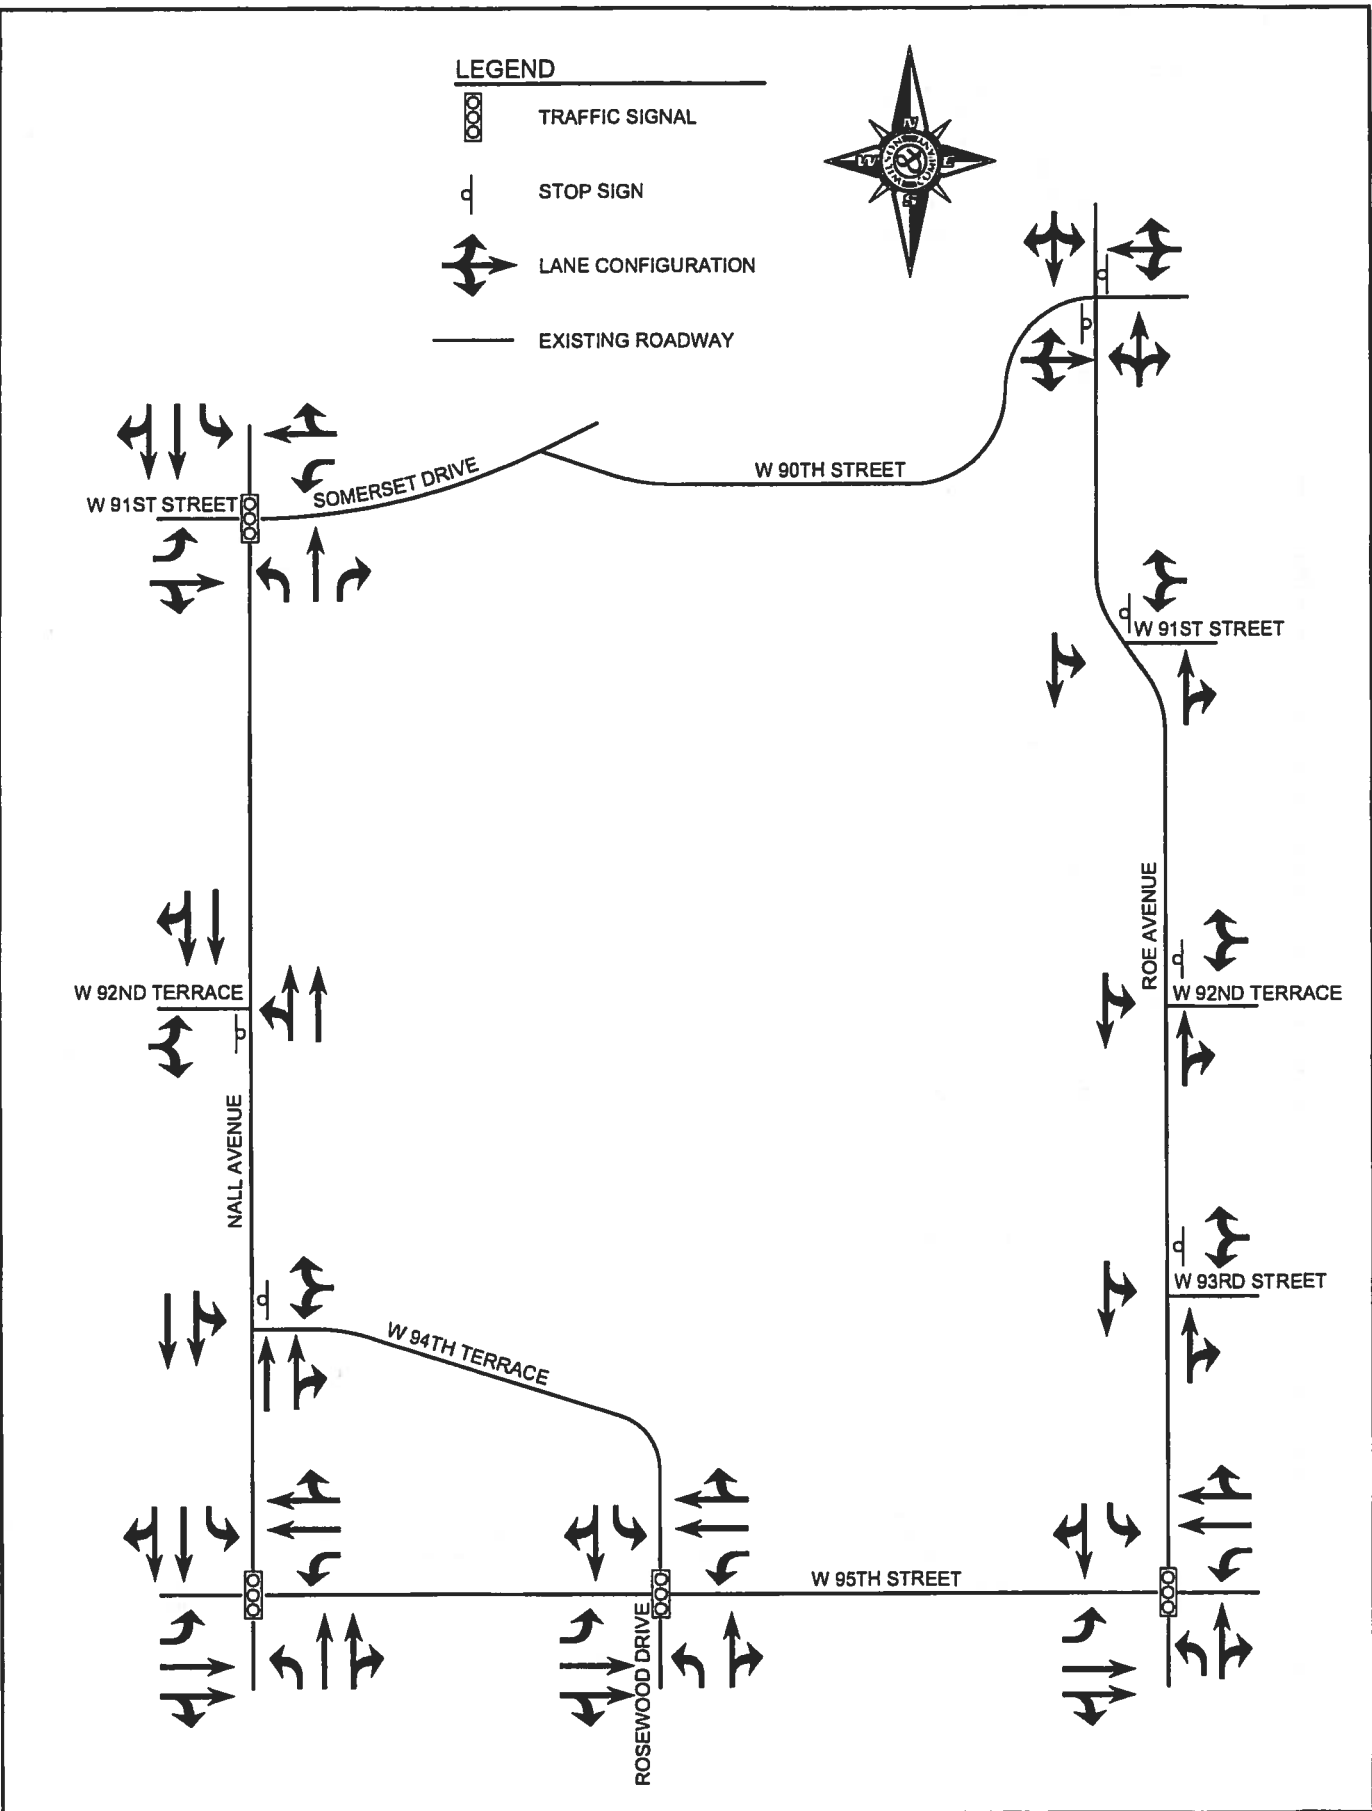 LEGEND
TRAFFIC SIGNAL
STOP SIGN
LANE CONFIGURATION
EXISTING ROADWAY
N
W
E
S
W 90TH STREET
SOMERSET DRIVE
W 91ST STREET
W 91ST STREET
ROE AVENUE
W 92ND TERRACE
W 92ND TERRACE
NALL AVENUE
W 93RD STREET
W 94TH TERRACE
W 95TH STREET
ROSEWOOD DRIVE